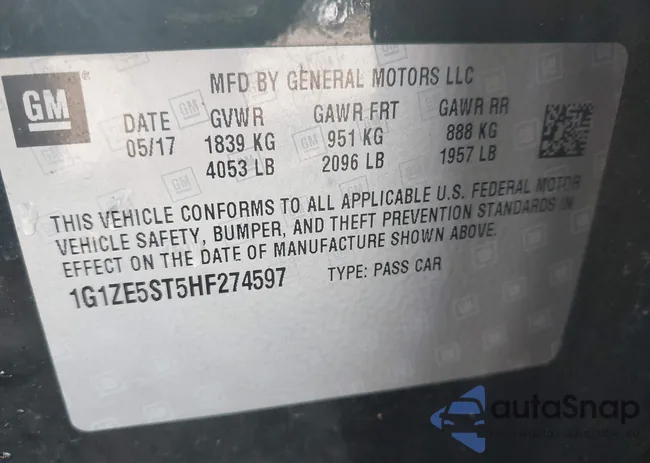 GM
MFD BY GENERAL MOTORS LLC
DATE GVWR GAWR FRT GAWR RR
05/17 1839 KG 951 KG 888 KG
4053 LB 2096 LB 1957 LB
THIS VEHICLE CONFORMS TO ALL APPLICABLE U.S. FEDERAL MOTOR
VEHICLE SAFETY, BUMPER, AND THEFT PREVENTION STANDARDS IN
EFFECT ON THE DATE OF MANUFACTURE SHOWN ABOVE.
1G1ZE5ST5HF274597 TYPE: PASS CAR
autoSnap